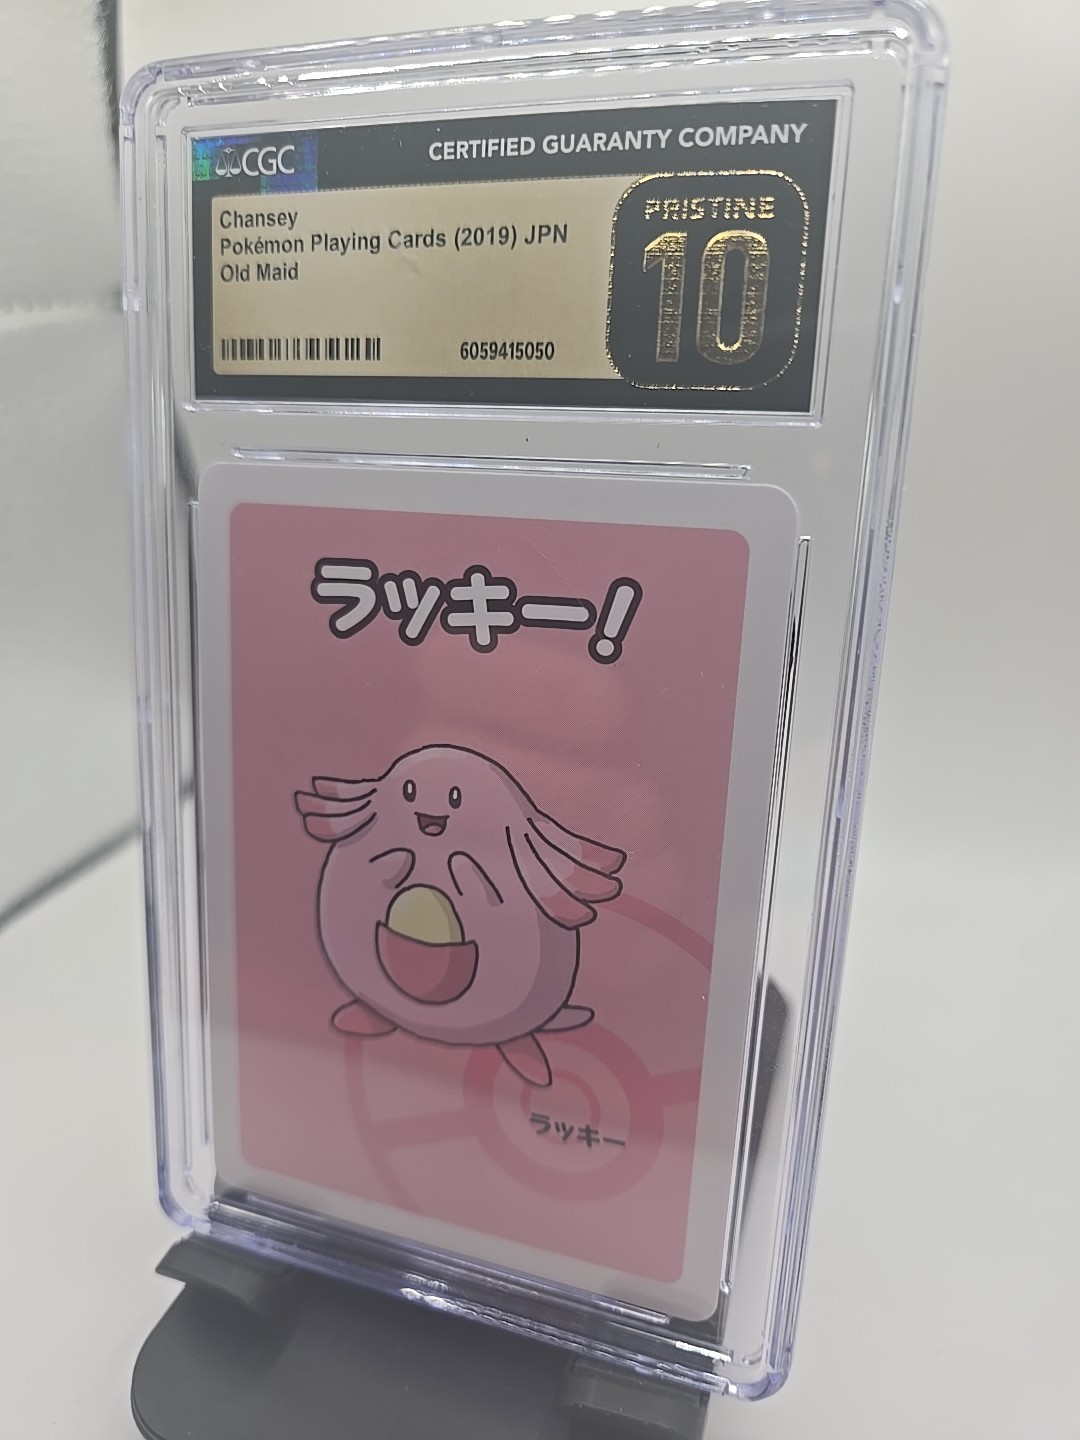 CGC
CERTIFIED GUARANTY COMPANY
Chansey
Pokémon Playing Cards (2019) JPN
Old Maid
6059415050
PRISTINE
10
ラッキー!
ラッキー